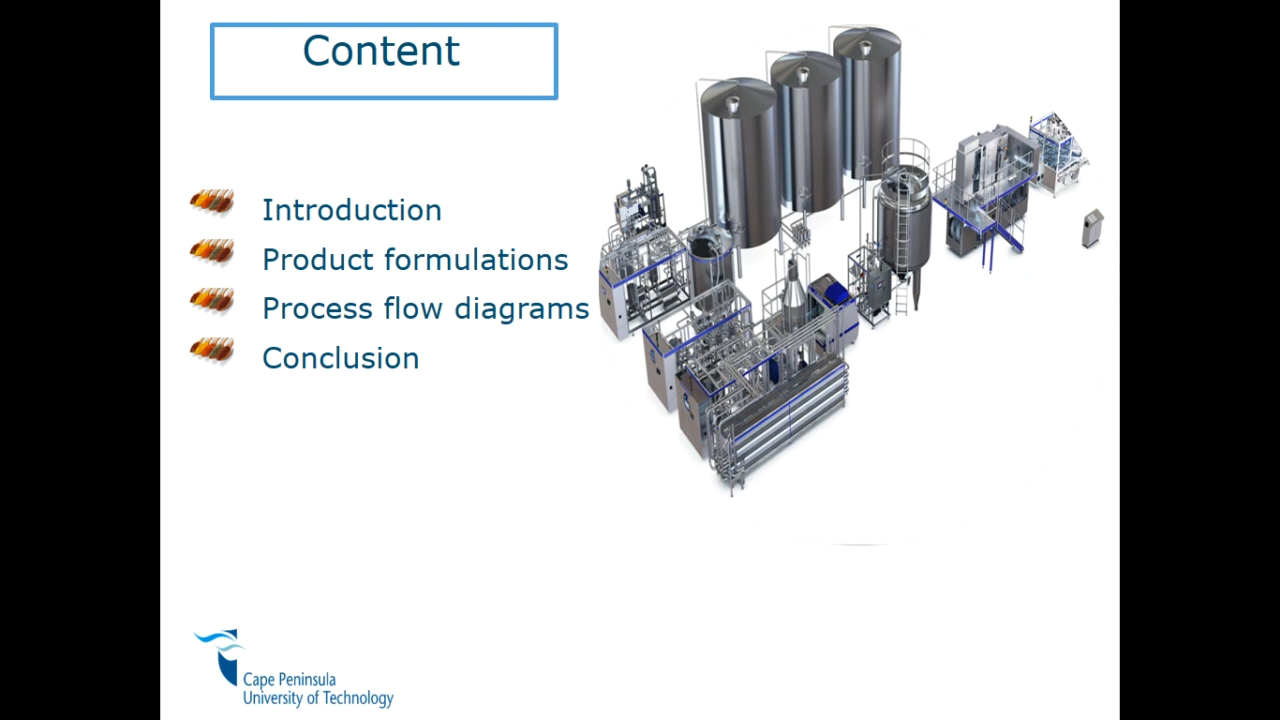 Content
Introduction
Product formulations
Process flow diagrams
Conclusion
Cape Peninsula
University of Technology